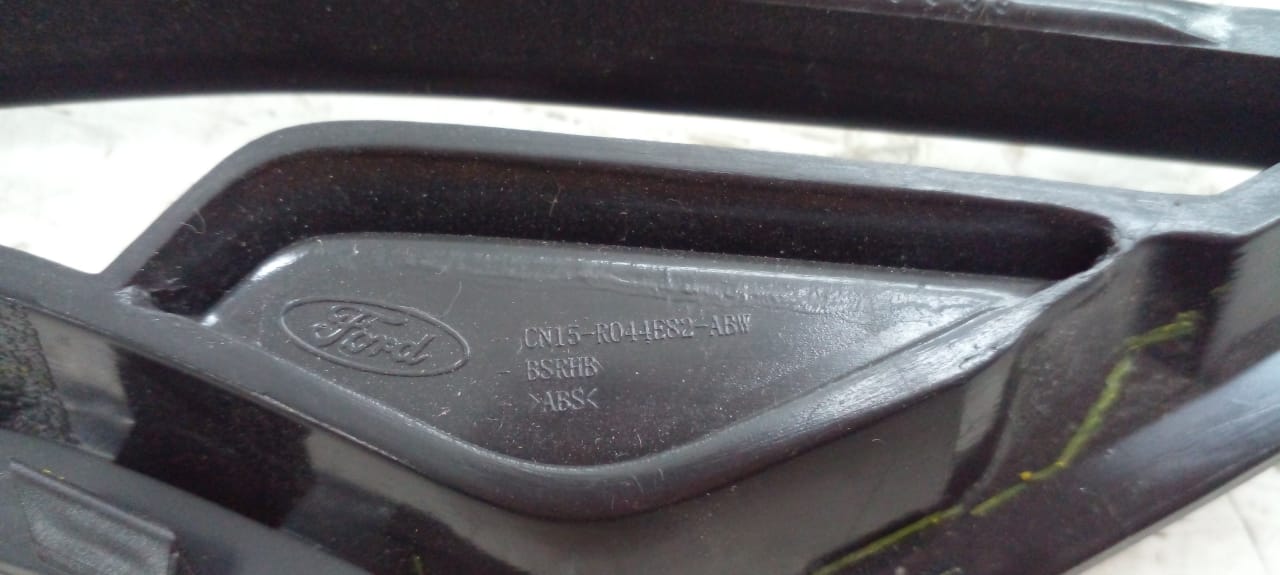 Ford
CN15-R044E82-ABW
BSRHB
>ABS<